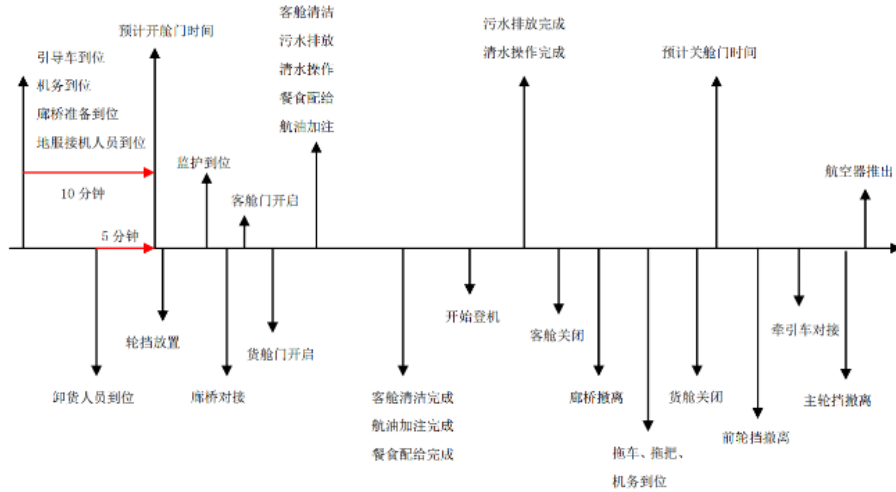 预计开舱门时间
引导车到位
机务到位
廊桥准备到位
地服接机人员到位
10 分钟
5 分钟
客舱清洁
污水排放
清水操作
餐食配给
航油加注
监护到位
客舱门开启
污水排放完成
清水操作完成
预计关舱门时间
航空器推出
卸货人员到位
轮挡放置
廊桥对接
货舱门开启
客舱清洁完成
航油加注完成
餐食配给完成
开始登机
客舱关闭
廊桥撤离
拖车、拖把、
机务到位
货舱关闭
前轮挡撤离
牵引车对接
主轮挡撤离